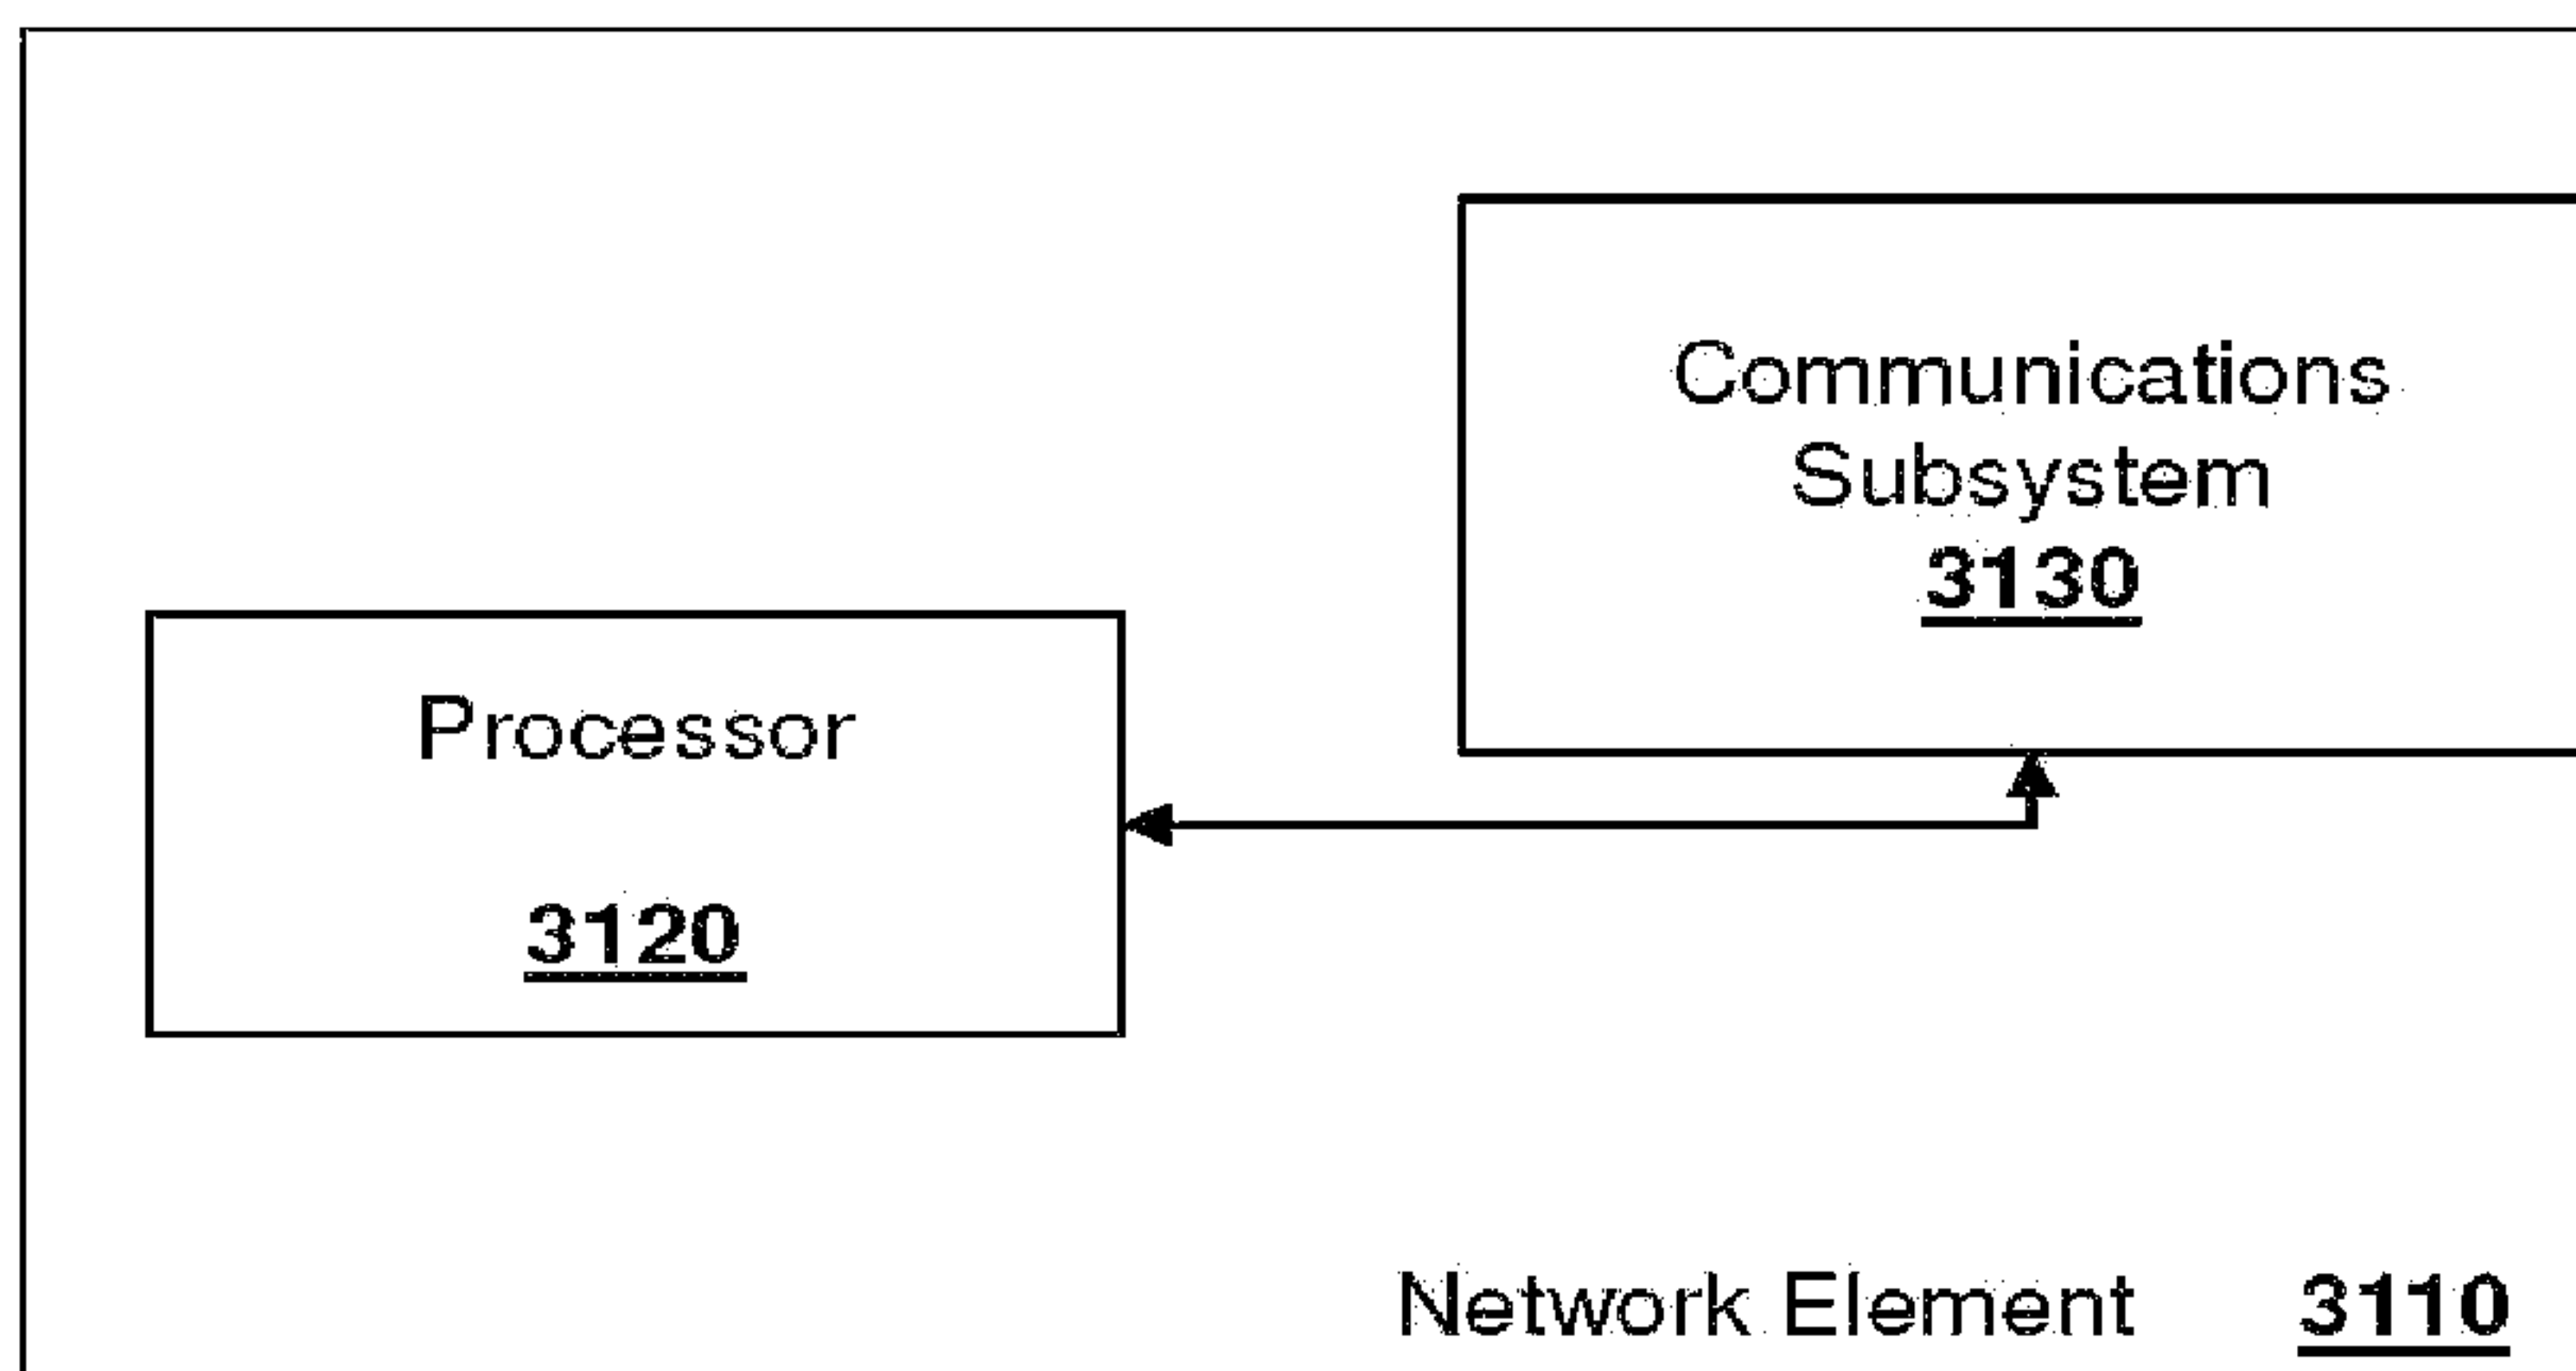 Communications
Subsystem
3130
Processor
3120
Network Element 3110